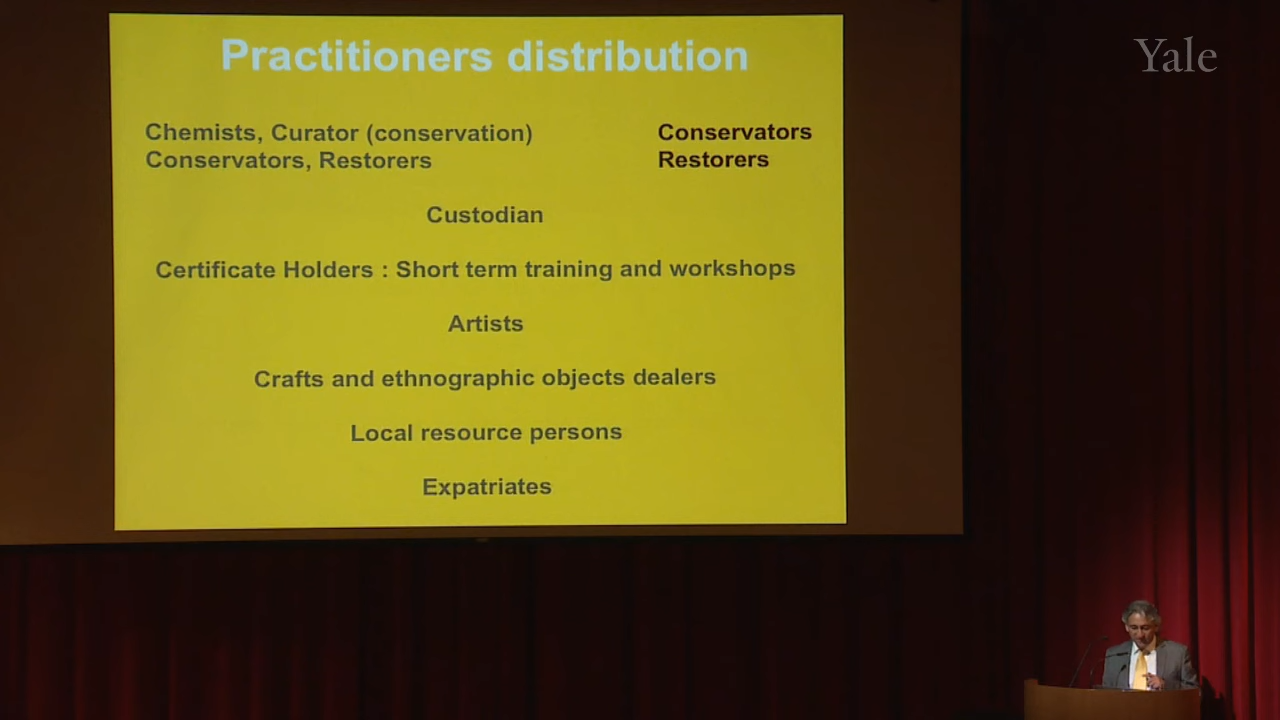 Yale
Practitioners distribution
Chemists, Curator (conservation)
Conservators, Restorers
Conservators
Restorers
Custodian
Certificate Holders : Short term training and workshops
Artists
Crafts and ethnographic objects dealers
Local resource persons
Expatriates